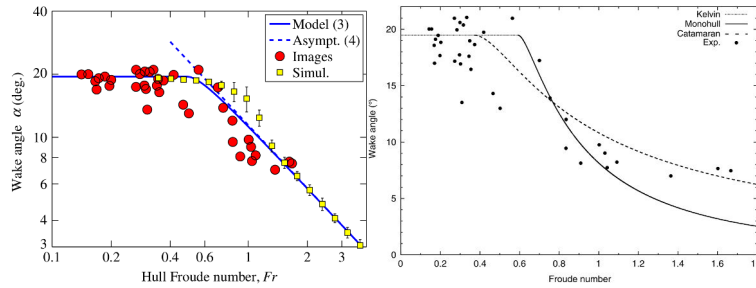 40
20
10
8
6
4
3
0.1
0.2
0.4
0.6
1
2
3
Wake angle α (deg.)
Hull Froude number, Fr
Model (3)
Asympt. (4)
Images
Simul.
20
15
10
5
0
0
0.2
0.4
0.6
0.8
1
1.2
1.4
1.6
1.8
Wake angle (°)
Froude number
Kelvin
Monohull
Catamaran
Exp.